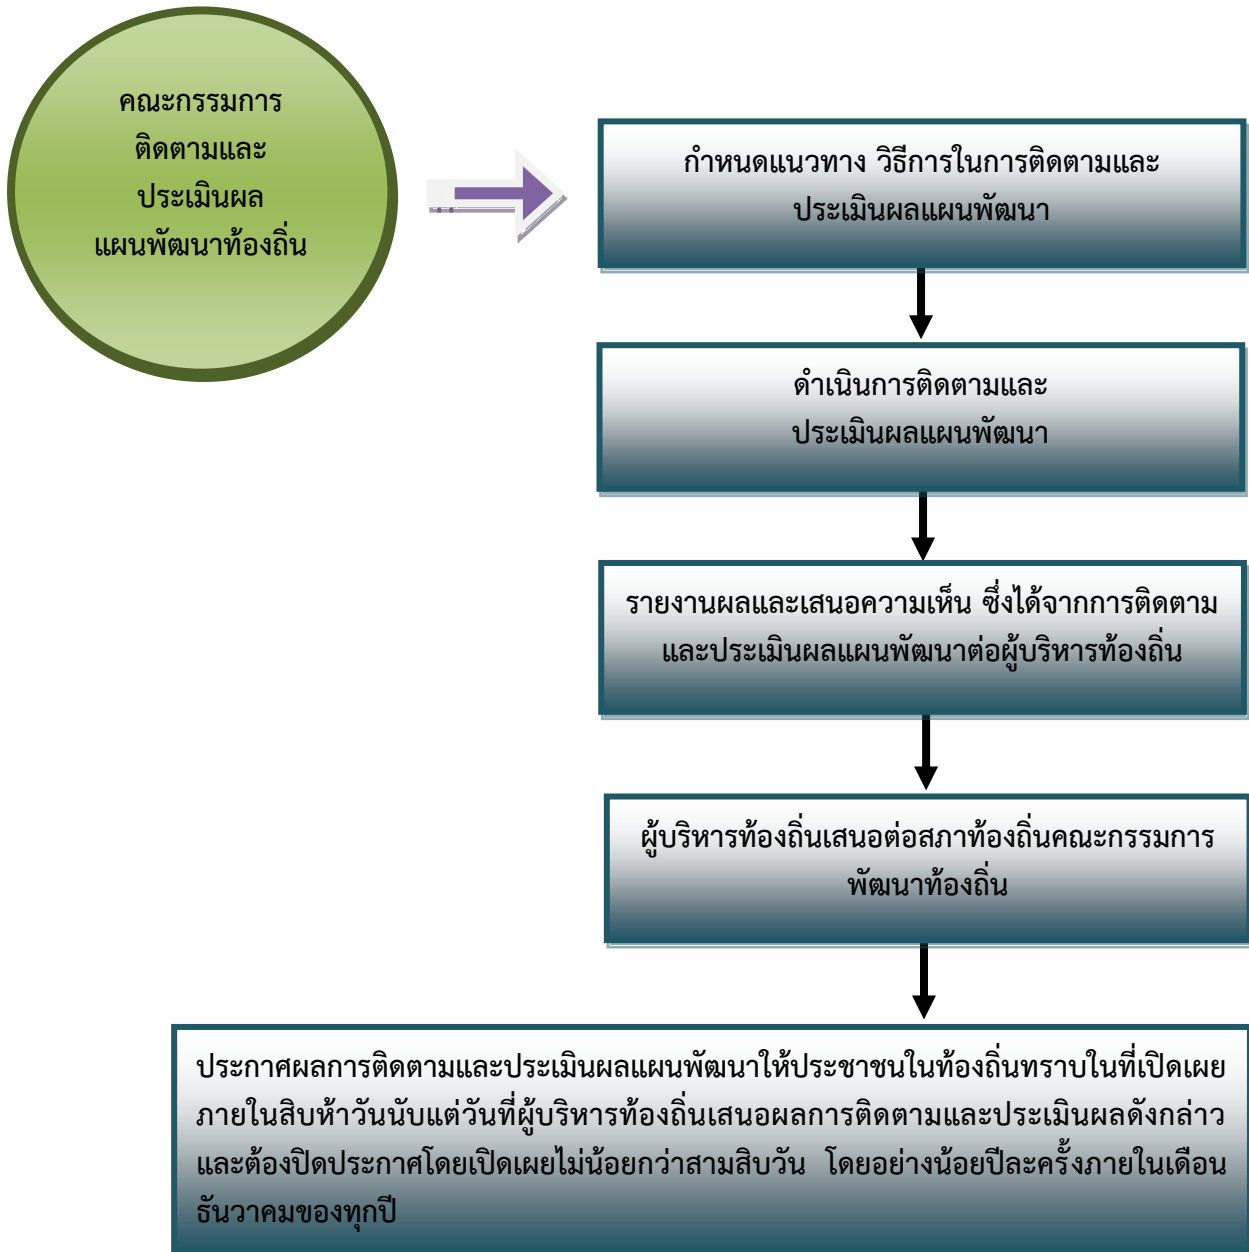 คณะกรรมการ
ติดตามและ
ประเมินผล
แผนพัฒนาท้องถิ่น
กำหนดแนวทาง วิธีการในการติดตามและ
ประเมินผลแผนพัฒนา
ดำเนินการติดตามและ
ประเมินผลแผนพัฒนา
รายงานผลและเสนอความเห็น ซึ่งได้จากการติดตาม
และประเมินผลแผนพัฒนาต่อผู้บริหารท้องถิ่น
ผู้บริหารท้องถิ่นเสนอต่อสภาท้องถิ่นคณะกรรมการ
พัฒนาท้องถิ่น
ประกาศผลการติดตามและประเมินผลแผนพัฒนาให้ประชาชนในท้องถิ่นทราบในที่เปิดเผย
ภายในสิบห้าวันนับแต่วันที่ผู้บริหารท้องถิ่นเสนอผลการติดตามและประเมินผลดังกล่าว
และต้องปิดประกาศโดยเปิดเผยไม่น้อยกว่าสามสิบวัน โดยอย่างน้อยปีละครั้งภายในเดือน
ธันวาคมของทุกปี